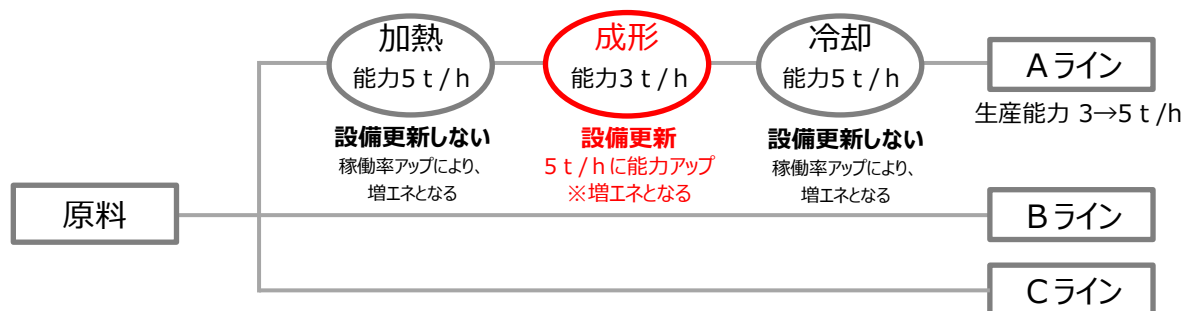 加熱
能力5ｔ/ｈ
設備更新しない
稼働率アップにより、
増エネとなる
成形
能力3ｔ/ｈ
設備更新
５ｔ/ｈに能力アップ
※増エネとなる
冷却
能力5ｔ/ｈ
設備更新しない
稼働率アップにより、
増エネとなる
Ａライン
生産能力 3→5ｔ/ｈ
原料
Ｂライン
Ｃライン